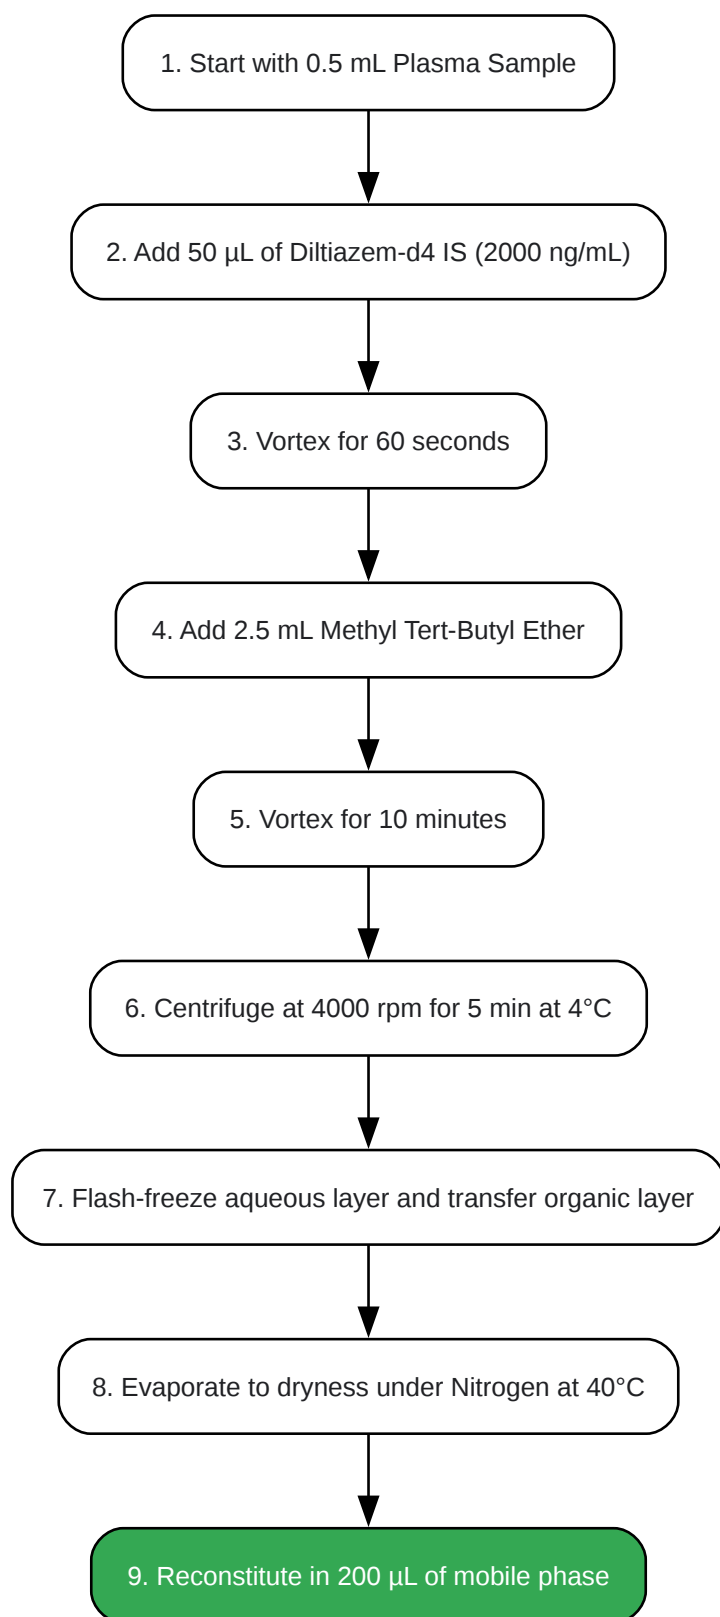 1. Start with 0.5 mL Plasma Sample
2. Add 50 µL of Diltiazem-d4 IS (2000 ng/mL)
3. Vortex for 60 seconds
4. Add 2.5 mL Methyl Tert-Butyl Ether
5. Vortex for 10 minutes
6. Centrifuge at 4000 rpm for 5 min at 4°C
7. Flash-freeze aqueous layer and transfer organic layer
8. Evaporate to dryness under Nitrogen at 40°C
9. Reconstitute in 200 µL of mobile phase